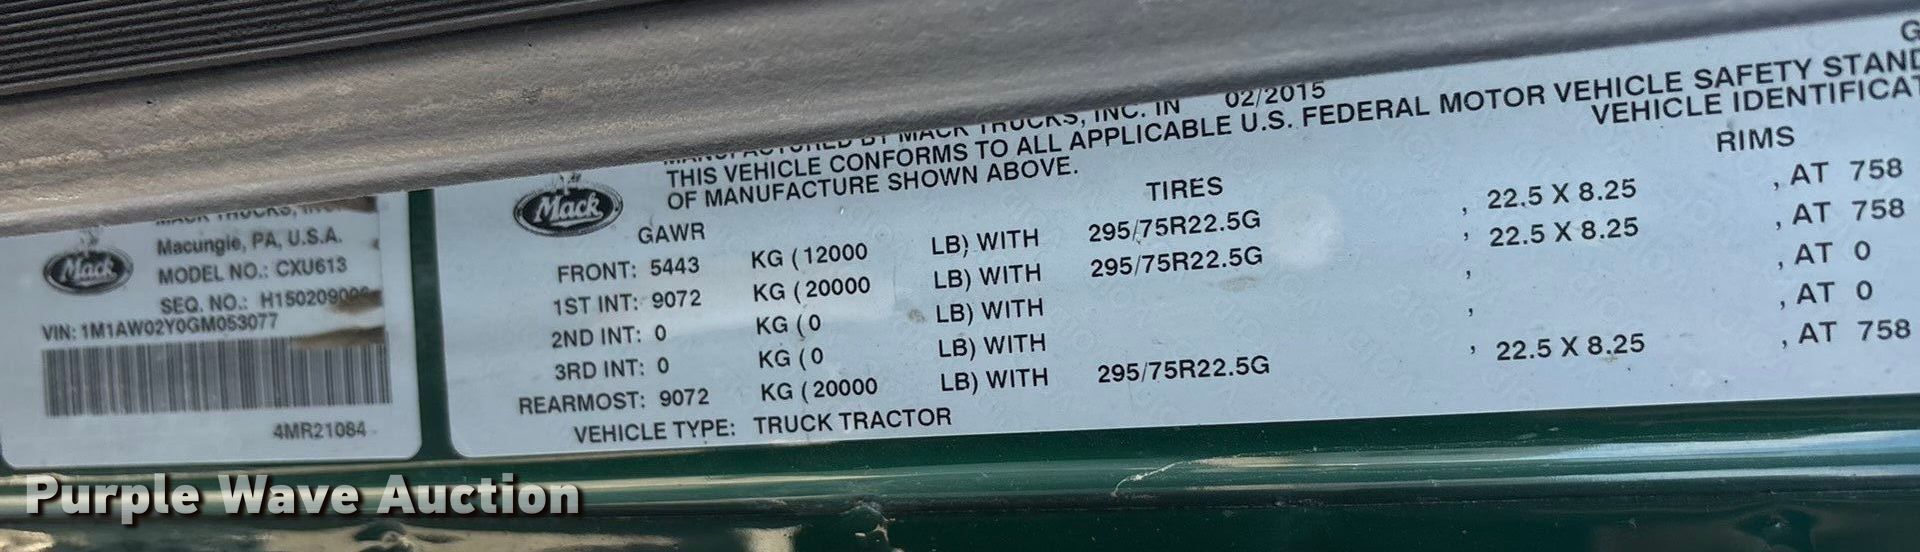 MACK TRUCKS, INC.
Mack
Macungie, PA, U.S.A.
MODEL NO.: CXU613
SEQ. NO.:
VIN: 1M1AW02Y0GM053077
4MR21084
MANUFACTURED BY MACK TRUCKS, INC. IN 02/2015
THIS VEHICLE CONFORMS TO ALL APPLICABLE U.S. FEDERAL MOTOR VEHICLE SAFETY
OF MANUFACTURE SHOWN ABOVE. VEHICLE
Mack
GAWR TIRES RIMS
FRONT: 5443 KG (12000 LB) WITH 295/75R22.5G , 22.5 X 8.25 , AT 758
1ST INT: 9072 KG (20000 LB) WITH 295/75R22.5G , 22.5 X 8.25 , AT 758
2ND INT: 0 KG (0 LB) WITH , , AT 0
3RD INT: 0 KG (0 LB) WITH , , AT 0
REARMOST: 9072 KG (20000 LB) WITH 295/75R22.5G , 22.5 X 8.25 , AT 758
VEHICLE TYPE: TRUCK TRACTOR
Purple Wave Auction